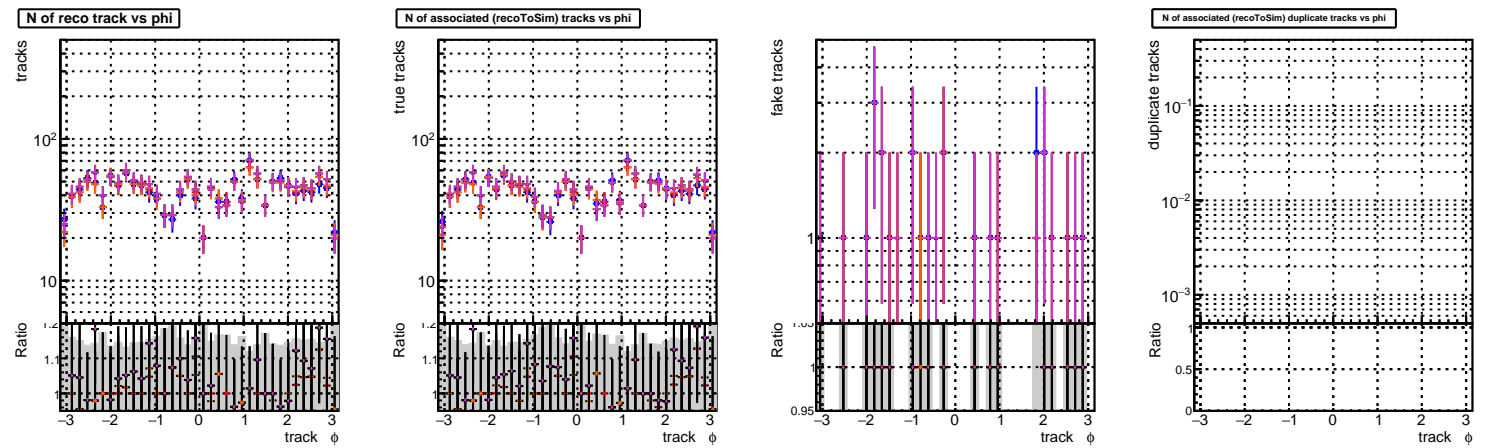 N of reco track vs phi
tracks
10²
10
Ratio
1.2
1.1
1
−3 −2 −1 0 1 2 3
track ϕ
N of associated (recoToSim) tracks vs phi
true tracks
10²
10
Ratio
1.2
1.1
1
−3 −2 −1 0 1 2 3
track ϕ
fake tracks
1
Ratio
1.05
1
0.95
−3 −2 −1 0 1 2 3
track ϕ
N of associated (recoToSim) duplicate tracks vs phi
duplicate tracks
10⁻¹
10⁻²
10⁻³
Ratio
1
0.5
0
−3 −2 −1 0 1 2 3
track ϕ